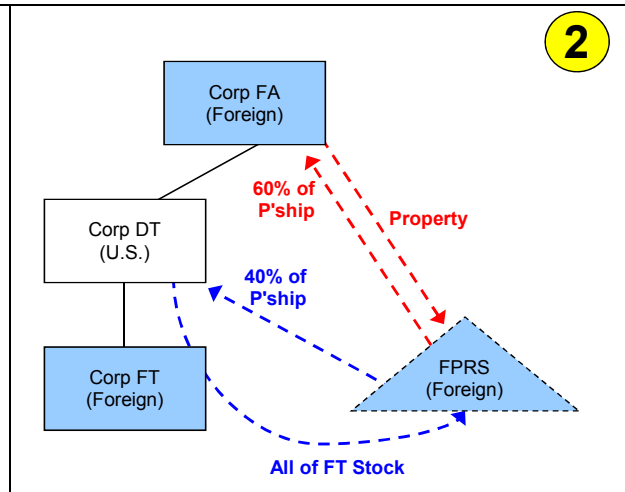 2
Corp FA
(Foreign)
60% of
P'ship
Property
Corp DT
(U.S.)
40% of
P'ship
Corp FT
(Foreign)
FPRS
(Foreign)
All of FT Stock